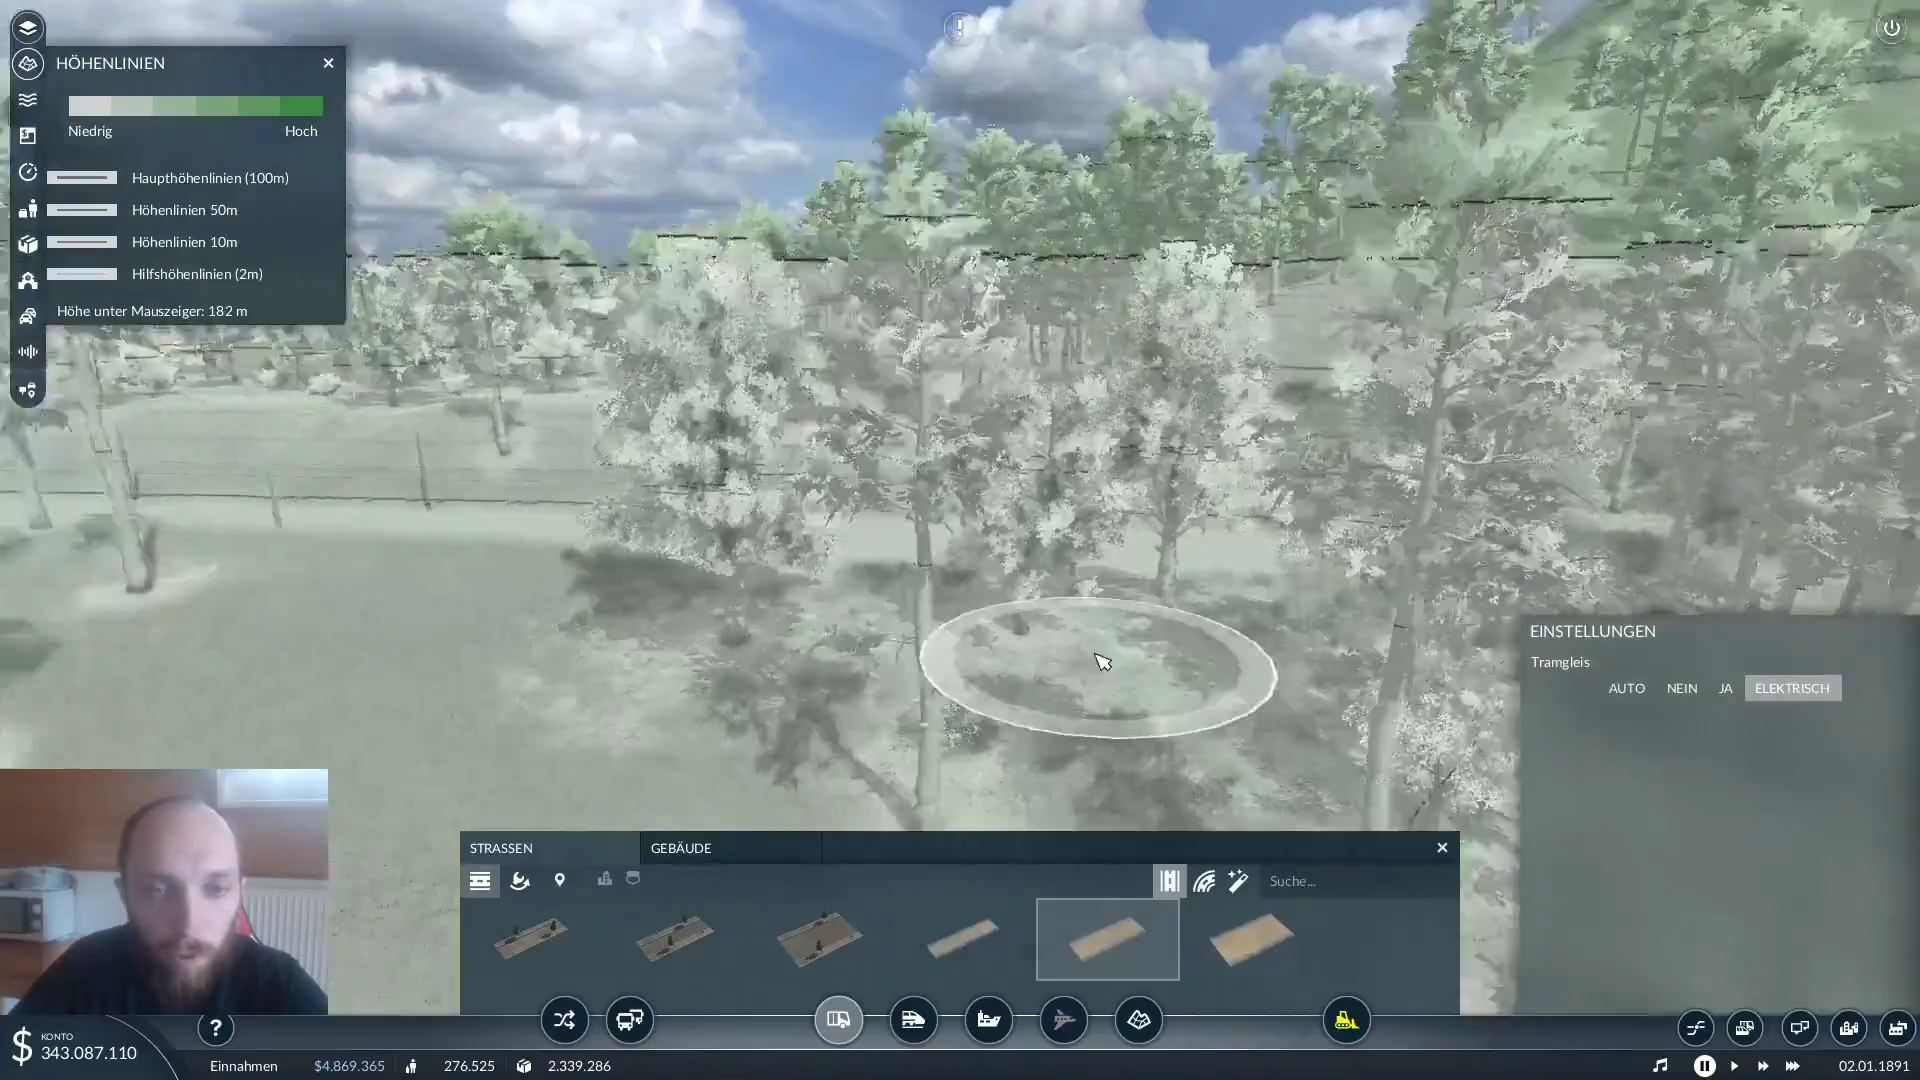 HÖHENLINIEN
Niedrig Hoch
Haupthöhenlinien (100m)
Höhenlinien 50m
Höhenlinien 10m
Hilfshöhenlinien (2m)
Höhe unter Mauszeiger: 182 m
EINSTELLUNGEN
Tramgleis
AUTO NEIN JA ELEKTRISCH
STRASSEN GEBÄUDE
Suche...
KONTO
$ 343.087.110
?
Einnahmen $4.869.365 276.525 2.339.286 02.01.1891